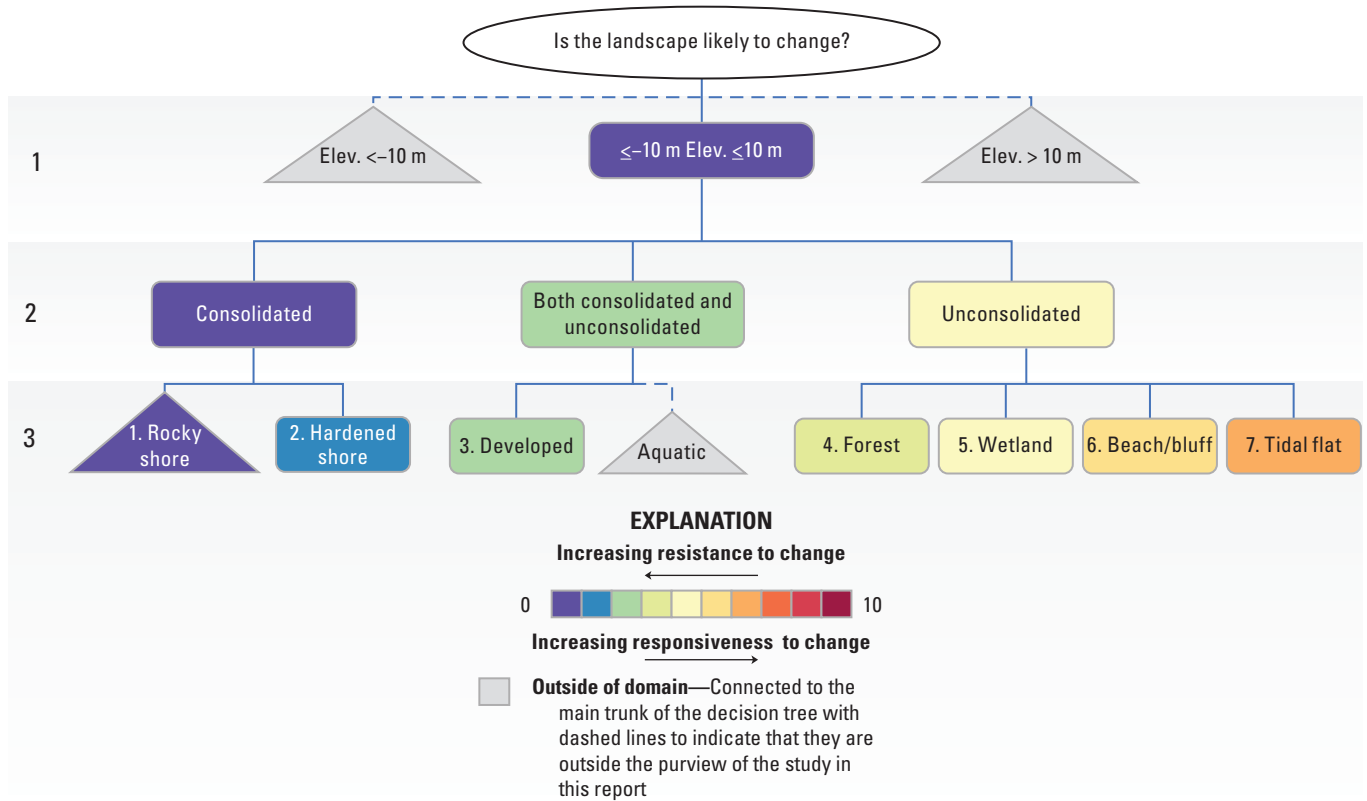 Is the landscape likely to change?
1
Elev. <–10 m
≤–10 m Elev. ≤10 m
Elev. > 10 m
2
Consolidated
Both consolidated and
unconsolidated
Unconsolidated
3
1. Rocky
shore
2. Hardened
shore
3. Developed
Aquatic
4. Forest
5. Wetland
6. Beach/bluff
7. Tidal flat
EXPLANATION
Increasing resistance to change
0
10
Increasing responsiveness to change
Outside of domain—Connected to the
main trunk of the decision tree with
dashed lines to indicate that they are
outside the purview of the study in
this report